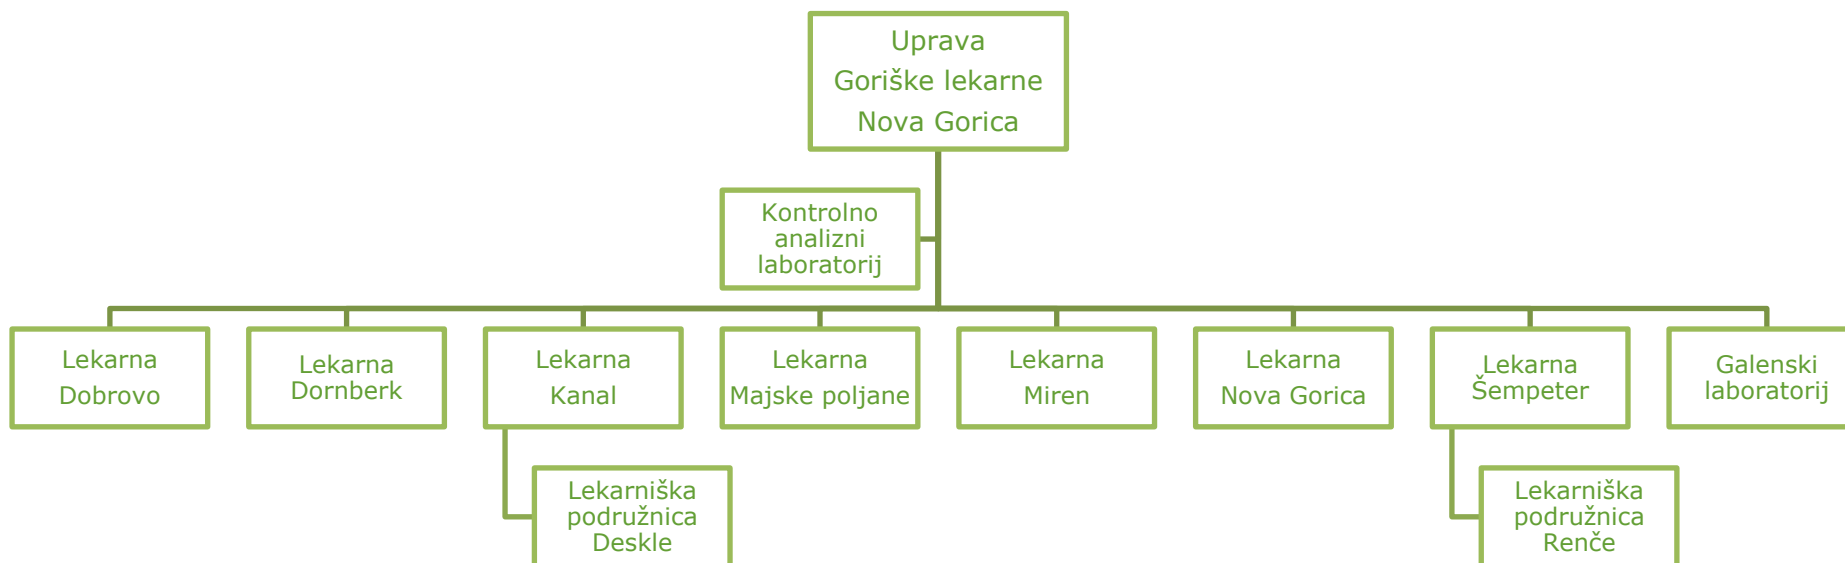 Uprava
Goriške lekarne
Nova Gorica
Kontrolno
analizni
laboratorij
Lekarna
Dobrovo
Lekarna
Dornberk
Lekarna
Kanal
Lekarna
Majske poljane
Lekarna
Miren
Lekarna
Nova Gorica
Lekarna
Šempeter
Galenski
laboratorij
Lekarniška
podružnica
Deskle
Lekarniška
podružnica
Renče